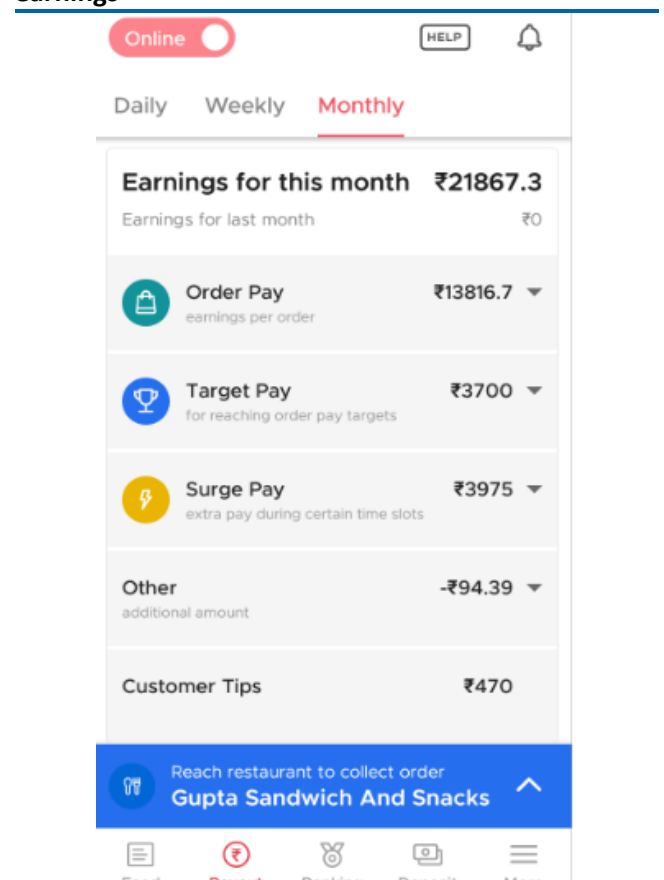 Online
HELP
Daily Weekly Monthly
Earnings for this month ₹21867.3
Earnings for last month ₹0
Order Pay ₹13816.7
earnings per order
Target Pay ₹3700
for reaching order pay targets
Surge Pay ₹3975
extra pay during certain time slots
Other -₹94.39
additional amount
Customer Tips ₹470
Reach restaurant to collect order
Gupta Sandwich And Snacks